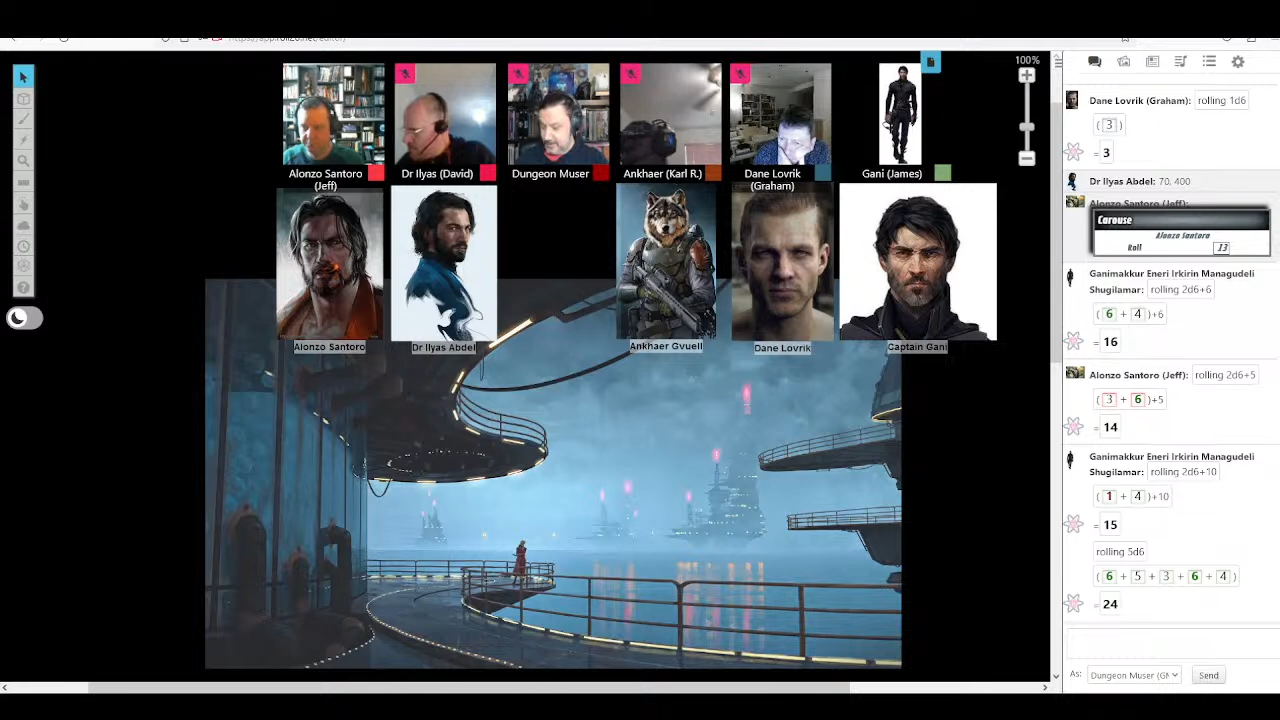 100%
Alonzo Santoro
(Jeff)
Dr Ilyas (David)
Dungeon Muser
Ankhaer (Karl R.)
Dane Lovrik
(Graham)
Gani (James)
Alonzo Santoro
Dr Ilyas Abdel
Ankhaer Gvuell
Dane Lovrik
Captain Gani
Dane Lovrik (Graham): rolling 1d6
( 3 )
= 3
Dr Ilyas Abdel: 70, 400
Alonzo Santoro (Jeff):
Carouse
Alonzo Santoro
Roll 13
Ganimakkur Eneri Irkirin Managudeli
Shugilamar: rolling 2d6+6
( 6 + 4 )+6
= 16
Alonzo Santoro (Jeff): rolling 2d6+5
( 3 + 6 )+5
= 14
Ganimakkur Eneri Irkirin Managudeli
Shugilamar: rolling 2d6+10
( 1 + 4 )+10
= 15
rolling 5d6
( 6 + 5 + 3 + 6 + 4 )
= 24
As: Dungeon Muser (GM Send